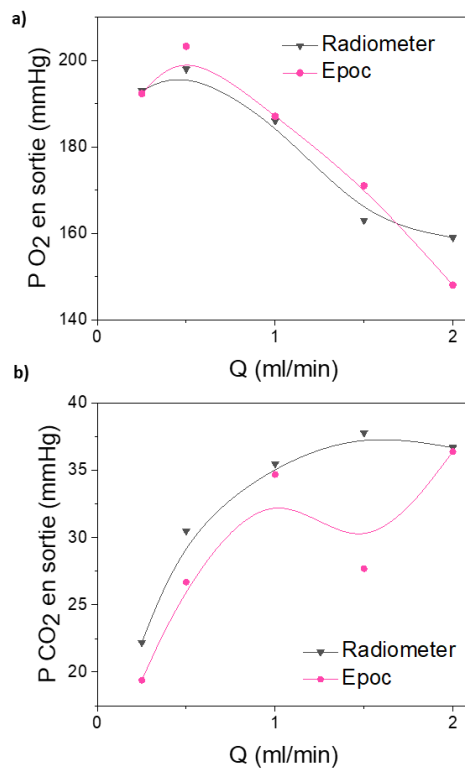 a)
Radiometer
Epoc
P O2 en sortie (mmHg)
200
180
160
140
0
1
2
Q (ml/min)
b)
P CO2 en sortie (mmHg)
40
35
30
25
20
Radiometer
Epoc
0
1
2
Q (ml/min)